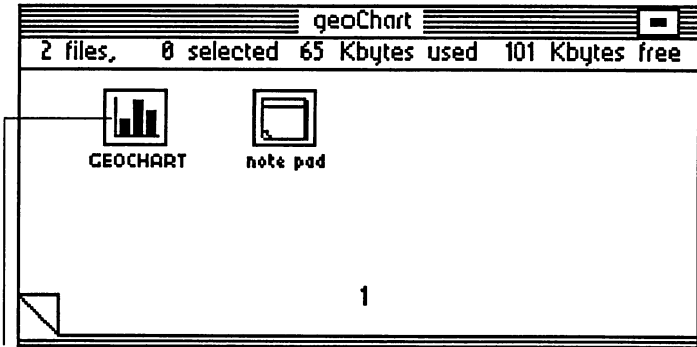 geoChart
2 files, 0 selected 65 Kbytes used 101 Kbytes free
GEOCHART note pad
1